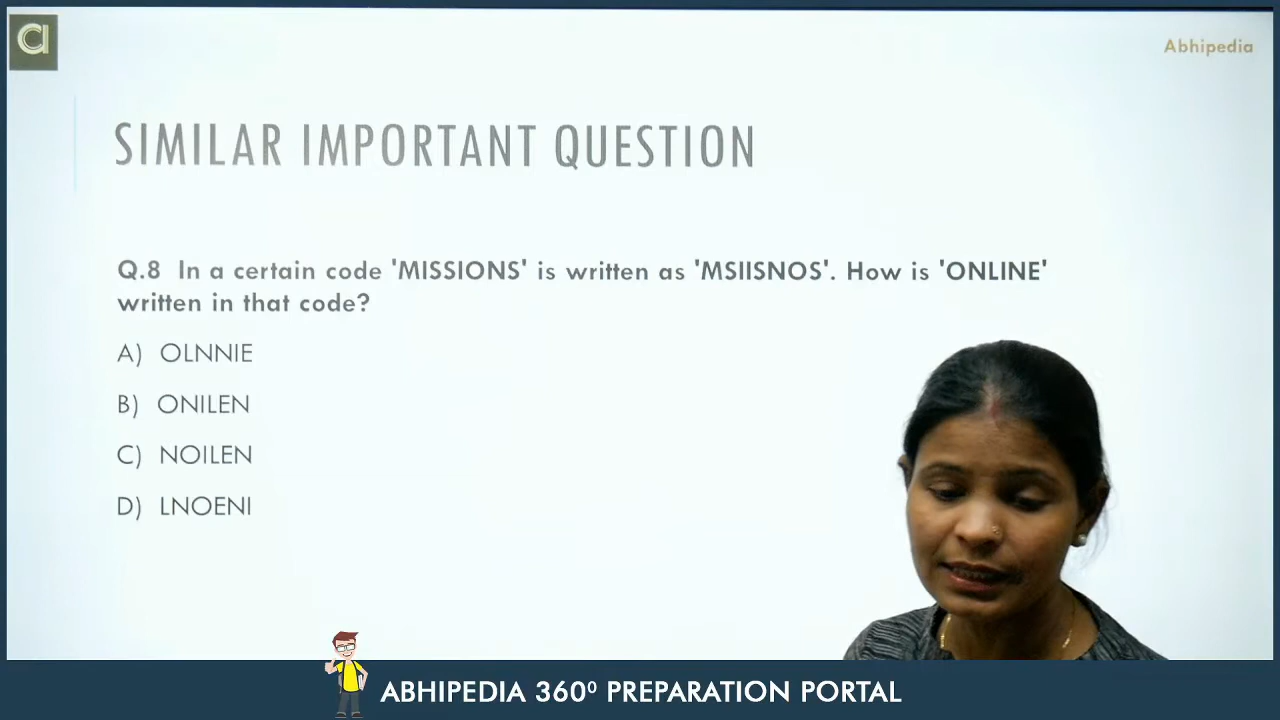 Abhipedia
SIMILAR IMPORTANT QUESTION
Q.8 In a certain code 'MISSIONS' is written as 'MSIISNOS'. How is 'ONLINE'
written in that code?
A) OLNNIE
B) ONILEN
C) NOILEN
D) LNOENI
ABHIPEDIA 360⁰ PREPARATION PORTAL